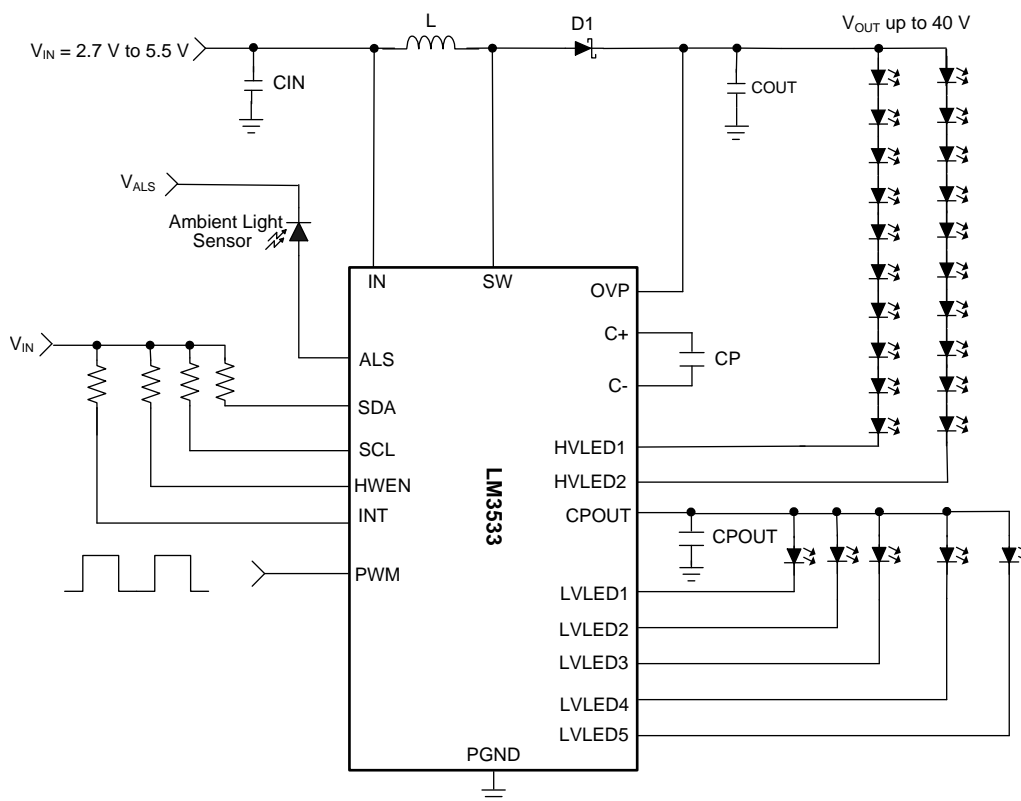 L
D1
V_OUT up to 40 V
V_IN = 2.7 V to 5.5 V
CIN
COUT
V_ALS
Ambient Light
Sensor
IN
SW
OVP
C+
CP
C-
V_IN
ALS
SDA
SCL
HWEN
INT
PWM
LM3533
HVLED1
HVLED2
CPOUT
CPOUT
LVLED1
LVLED2
LVLED3
LVLED4
LVLED5
PGND